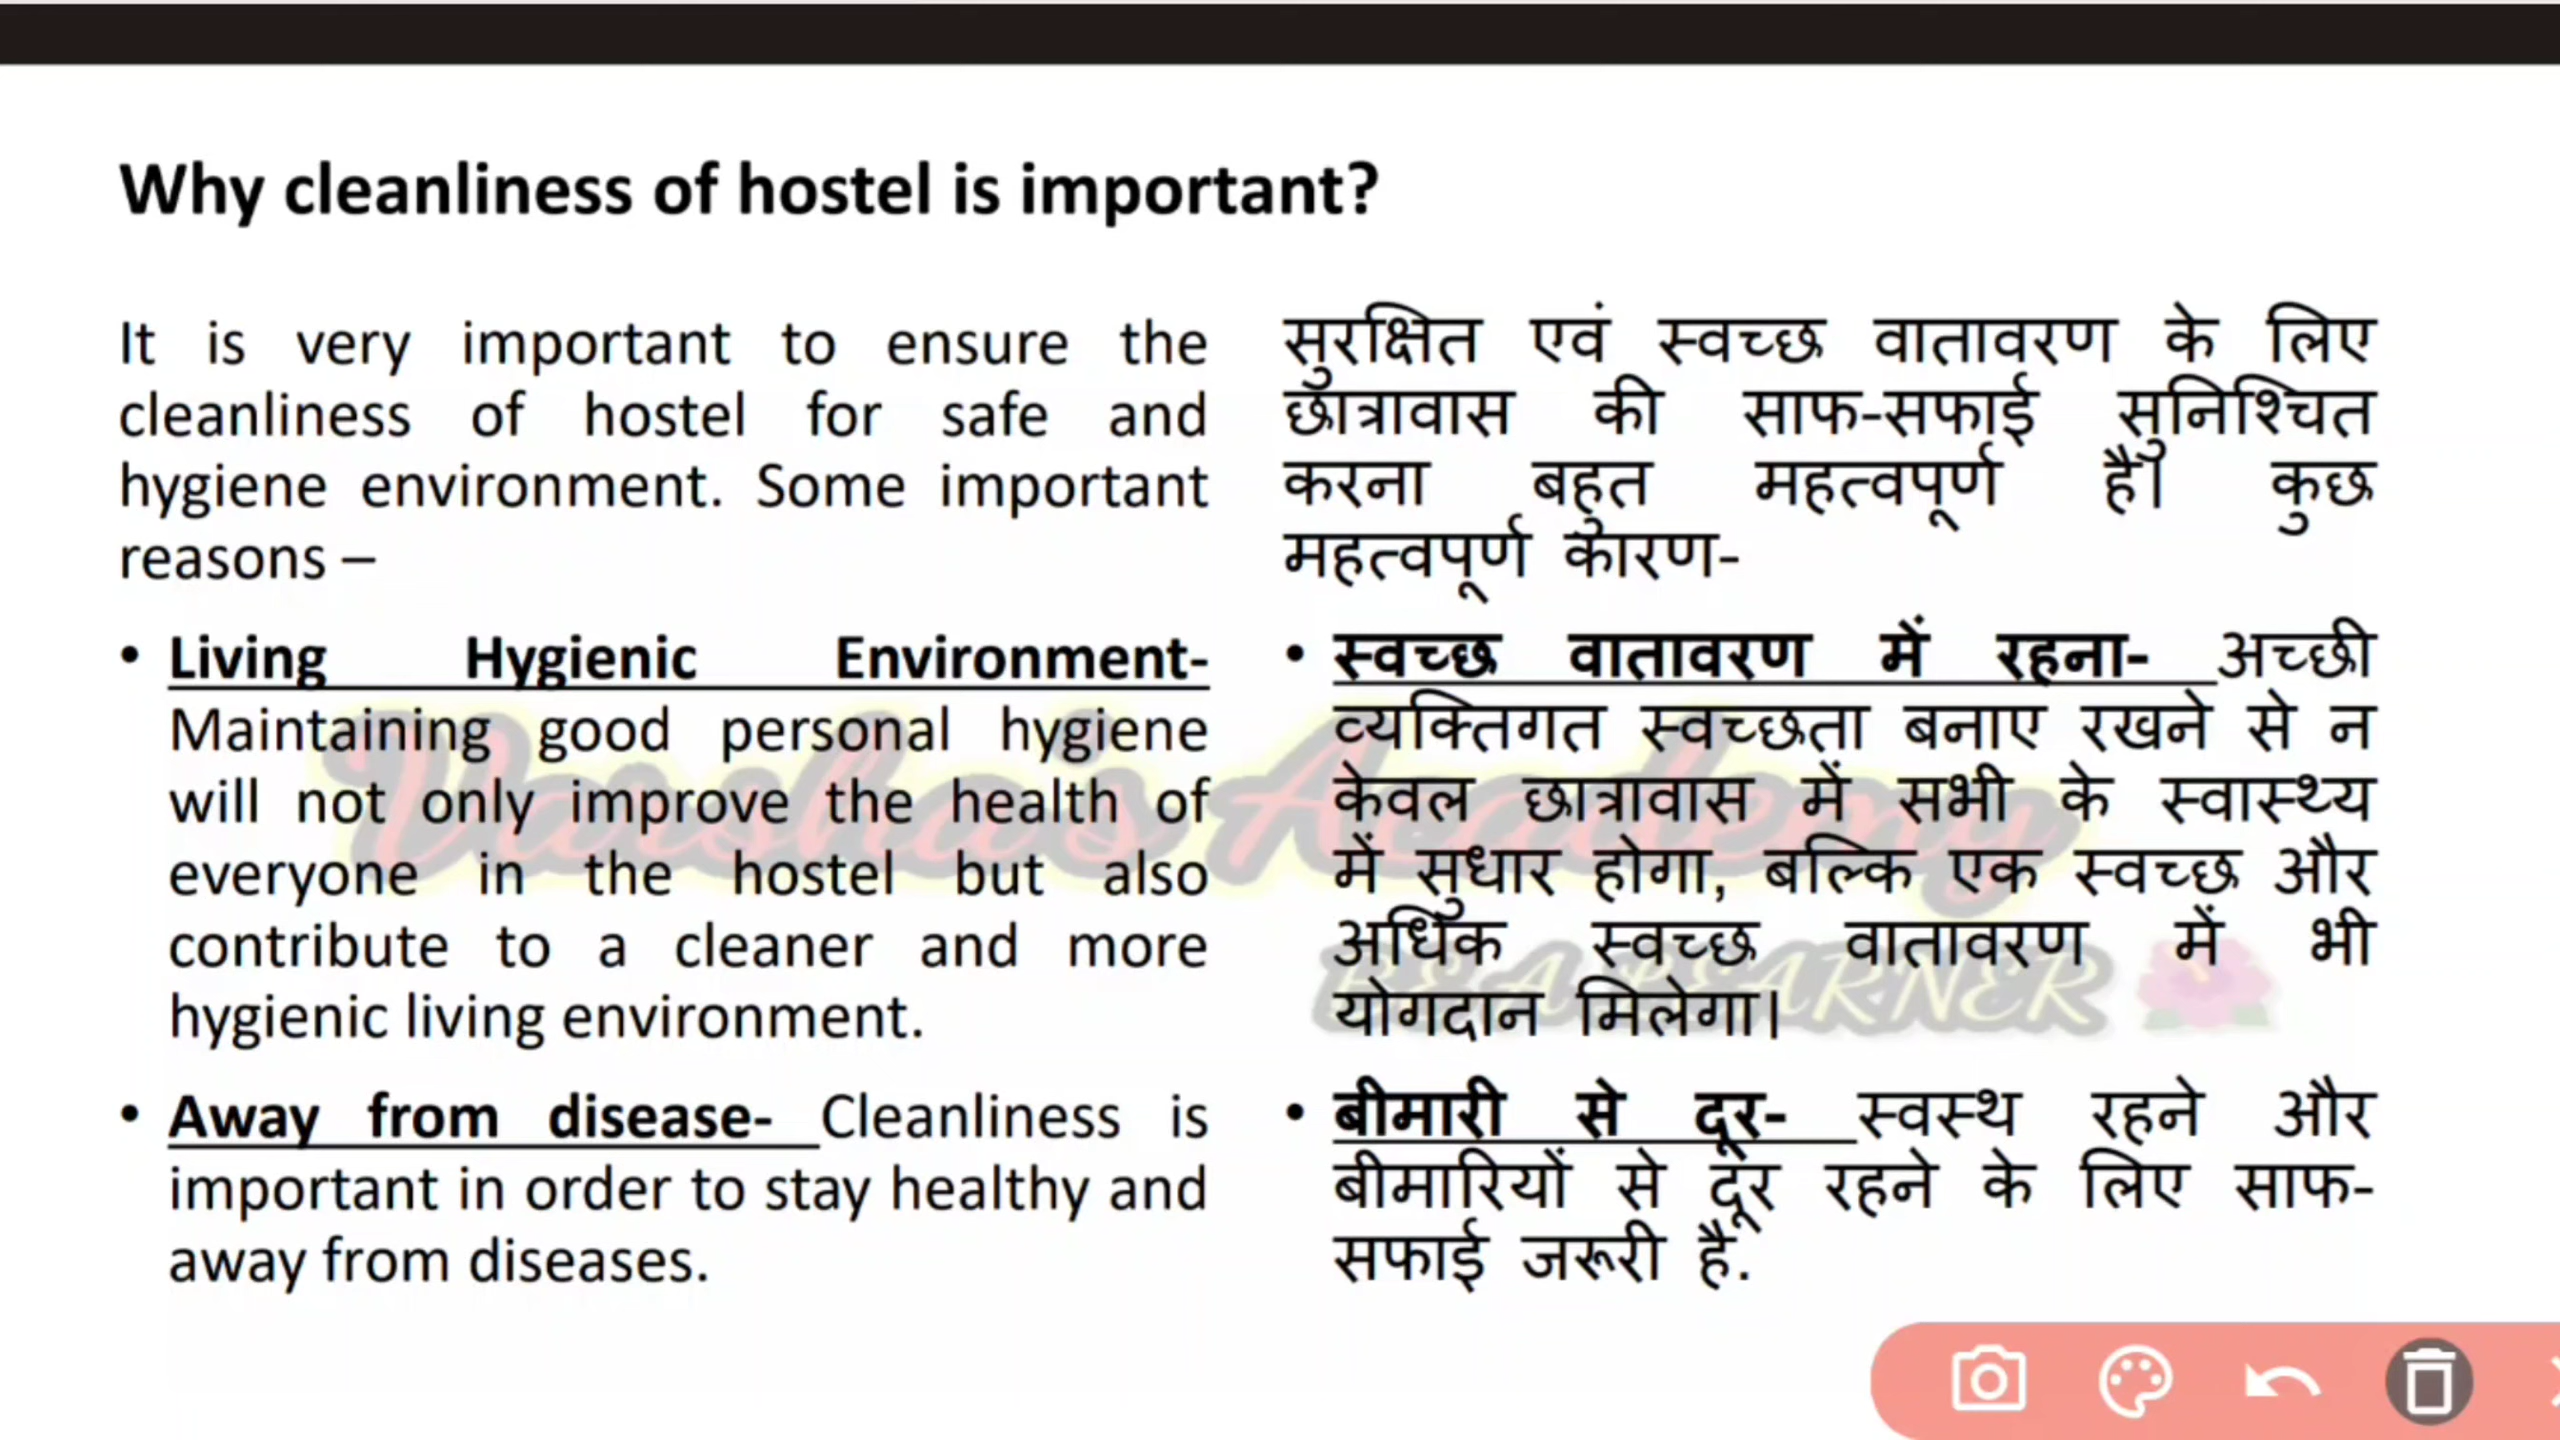 Why cleanliness of hostel is important?
It is very important to ensure the
cleanliness of hostel for safe and
hygiene environment. Some important
reasons –
• Living Hygienic Environment-
Maintaining good personal hygiene
will not only improve the health of
everyone in the hostel but also
contribute to a cleaner and more
hygienic living environment.
• Away from disease- Cleanliness is
important in order to stay healthy and
away from diseases.
सुरक्षित एवं स्वच्छ वातावरण के लिए
छात्रावास की साफ-सफाई सुनिश्चित
करना बहुत महत्वपूर्ण है। कुछ
महत्वपूर्ण कारण-
• स्वच्छ वातावरण में रहना- अच्छी
व्यक्तिगत स्वच्छता बनाए रखने से न
केवल छात्रावास में सभी के स्वास्थ्य
में सुधार होगा, बल्कि एक स्वच्छ और
अधिक स्वच्छ वातावरण में भी
योगदान मिलेगा।
• बीमारी से दूर- स्वस्थ रहने और
बीमारियों से दूर रहने के लिए साफ-
सफाई जरूरी है.
Varsha's Academy
BE A LEARNER